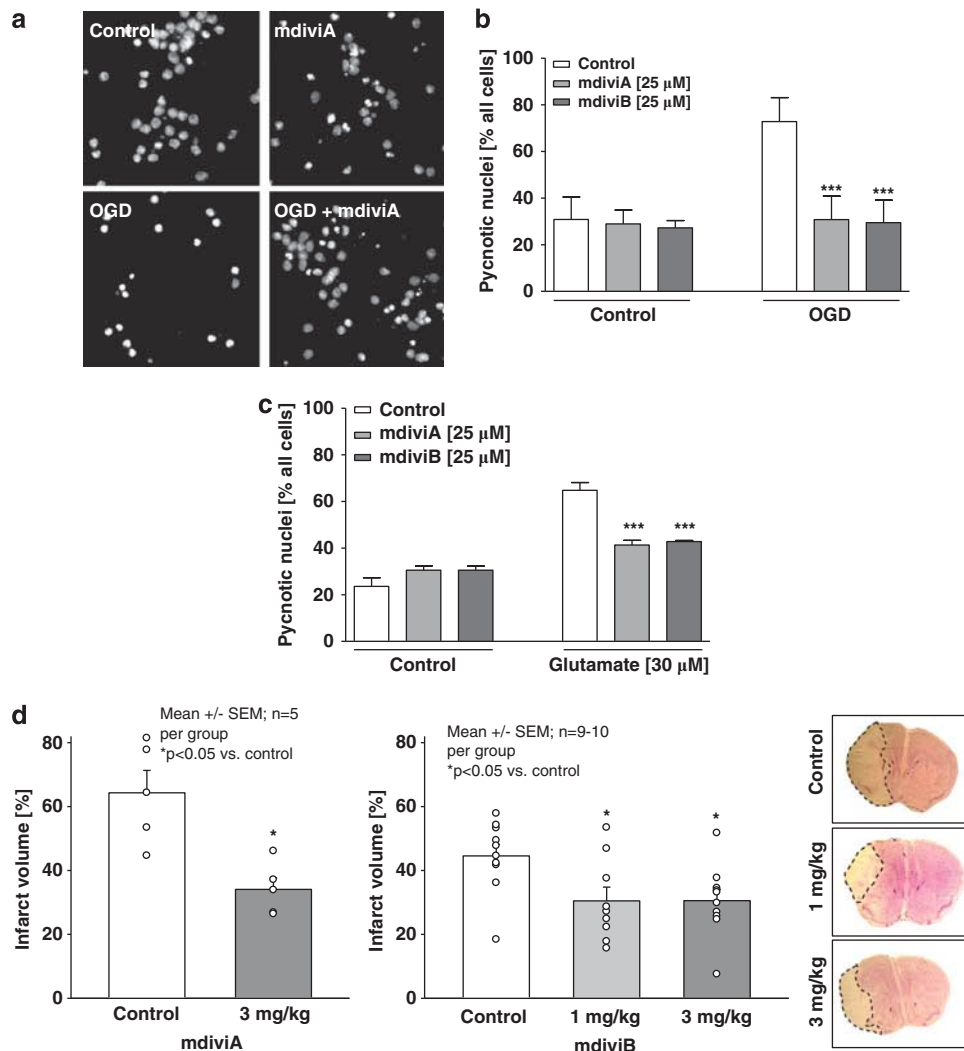 a
Control
mdiviA
OGD
OGD + mdiviA
b
Pycnotic nuclei [% all cells]
100
80
60
40
20
0
Control
mdiviA [25 μM]
mdiviB [25 μM]
*** ***
Control OGD
c
Pycnotic nuclei [% all cells]
100
80
60
40
20
0
Control
mdiviA [25 μM]
mdiviB [25 μM]
*** ***
Control Glutamate [30 μM]
d
Mean +/- SEM; n=5
per group
*p<0.05 vs. control
Infarct volume [%]
80
60
40
20
0
*
Control 3 mg/kg
mdiviA
Mean +/- SEM; n=9-10
per group
*p<0.05 vs. control
Infarct volume [%]
80
60
40
20
0
* *
Control 1 mg/kg 3 mg/kg
mdiviB
Control
1 mg/kg
3 mg/kg